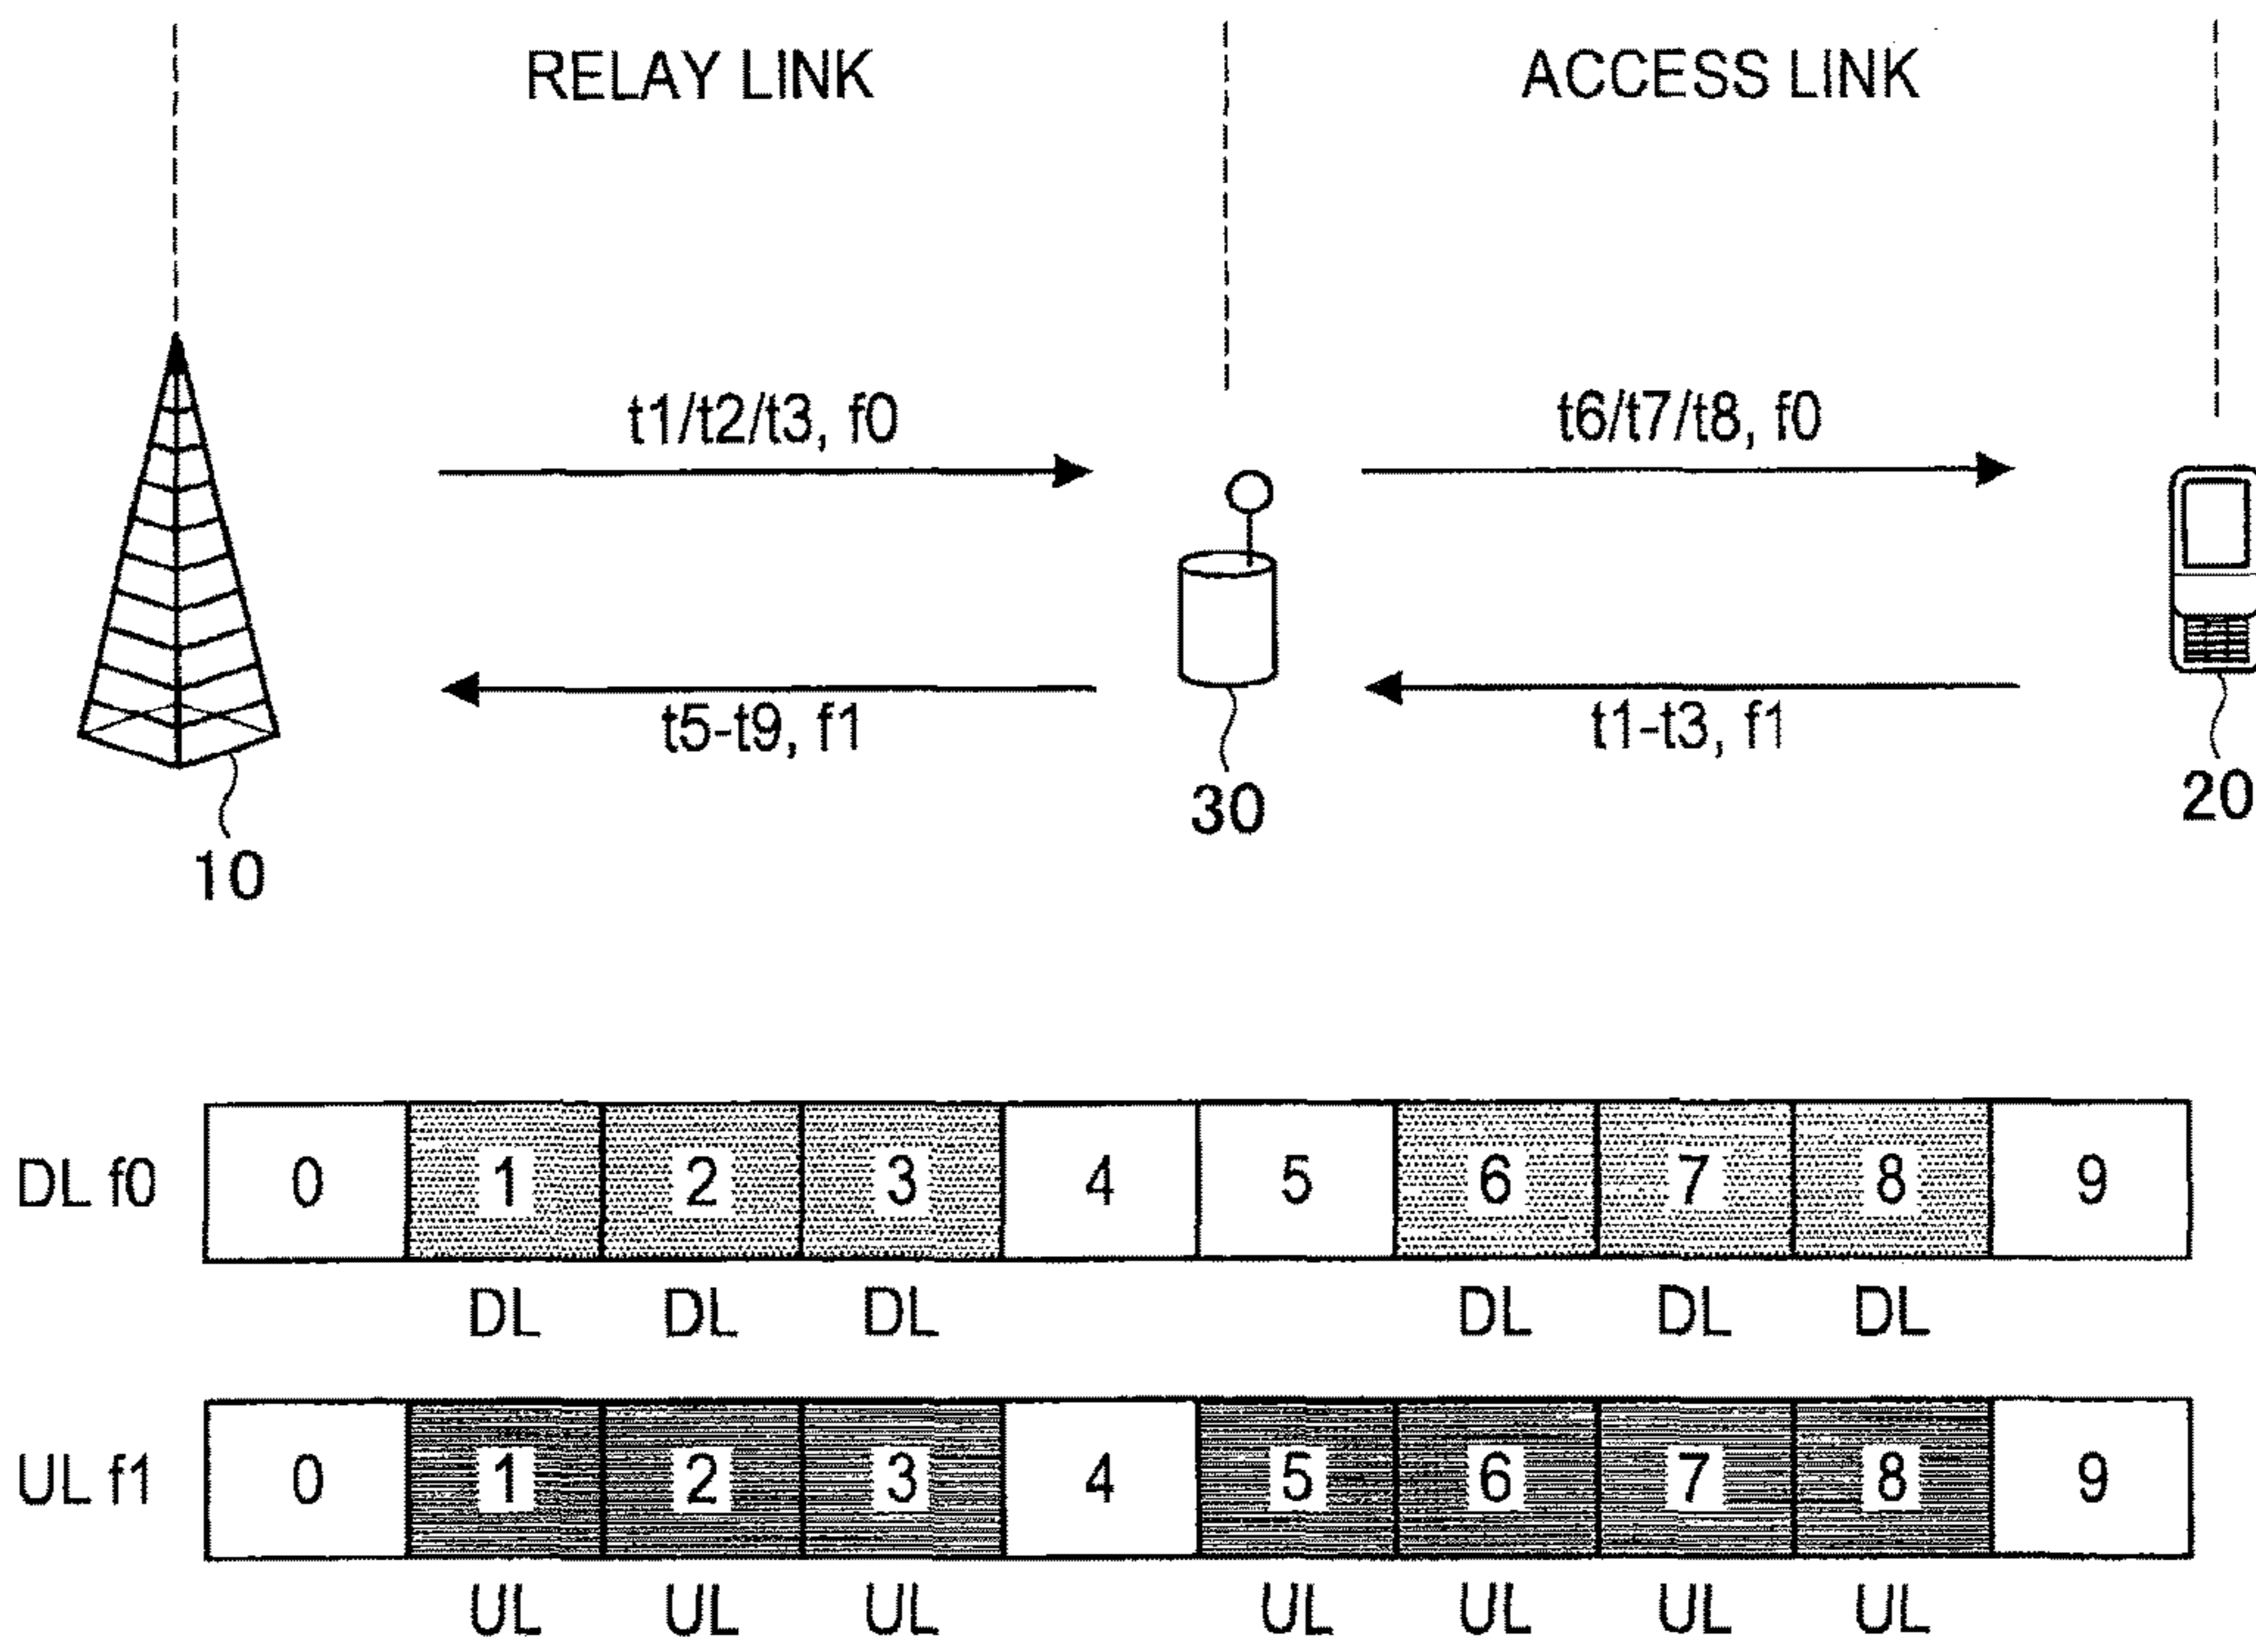 RELAY LINK ACCESS LINK
t1/t2/t3, f0 t6/t7/t8, f0
t5-t9, f1 t1-t3, f1
10 30 20
DL f0 0 1 2 3 4 5 6 7 8 9
DL DL DL DL DL DL
UL f1 0 1 2 3 4 5 6 7 8 9
UL UL UL UL UL UL UL